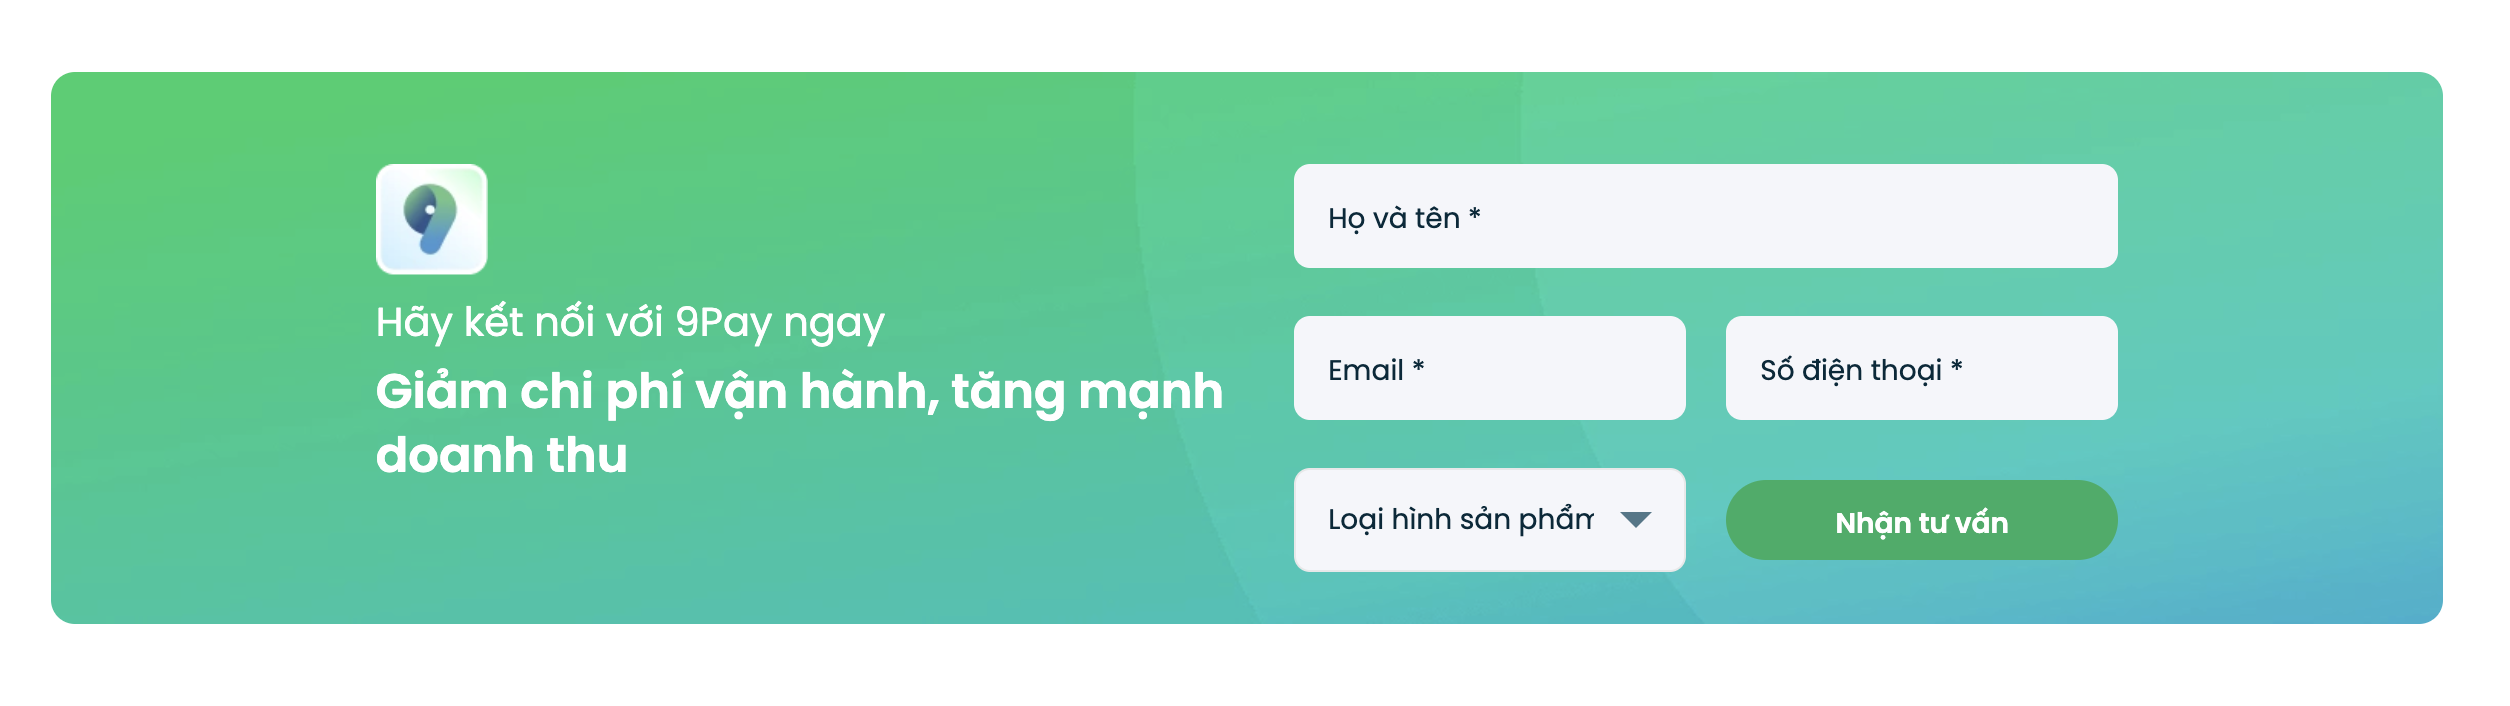 Hãy kết nối với 9Pay ngay
Giảm chi phí vận hành, tăng mạnh
doanh thu
Họ và tên *
Email *
Số điện thoại *
Loại hình sản phẩm
Nhận tư vấn